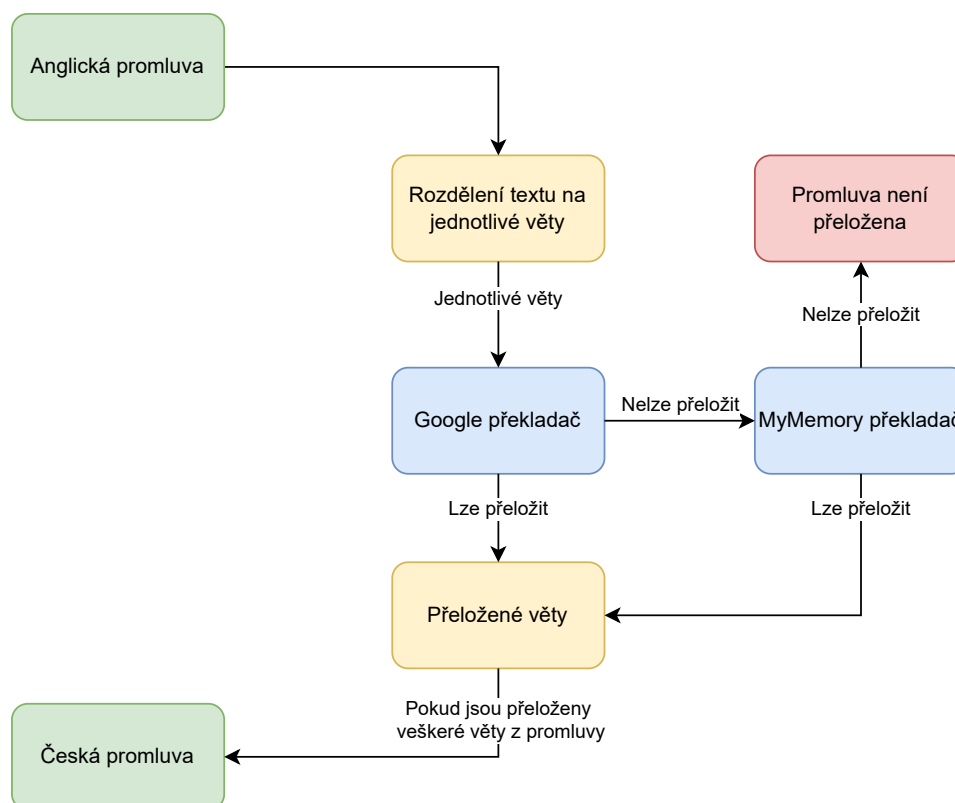 Anglická promluva
Rozdělení textu na
jednotlivé věty
Promluva není
přeložena
Jednotlivé věty
Nelze přeložit
Google překladač
Nelze přeložit
MyMemory překladač
Lze přeložit
Lze přeložit
Přeložené věty
Pokud jsou přeloženy
veškeré věty z promluvy
Česká promluva